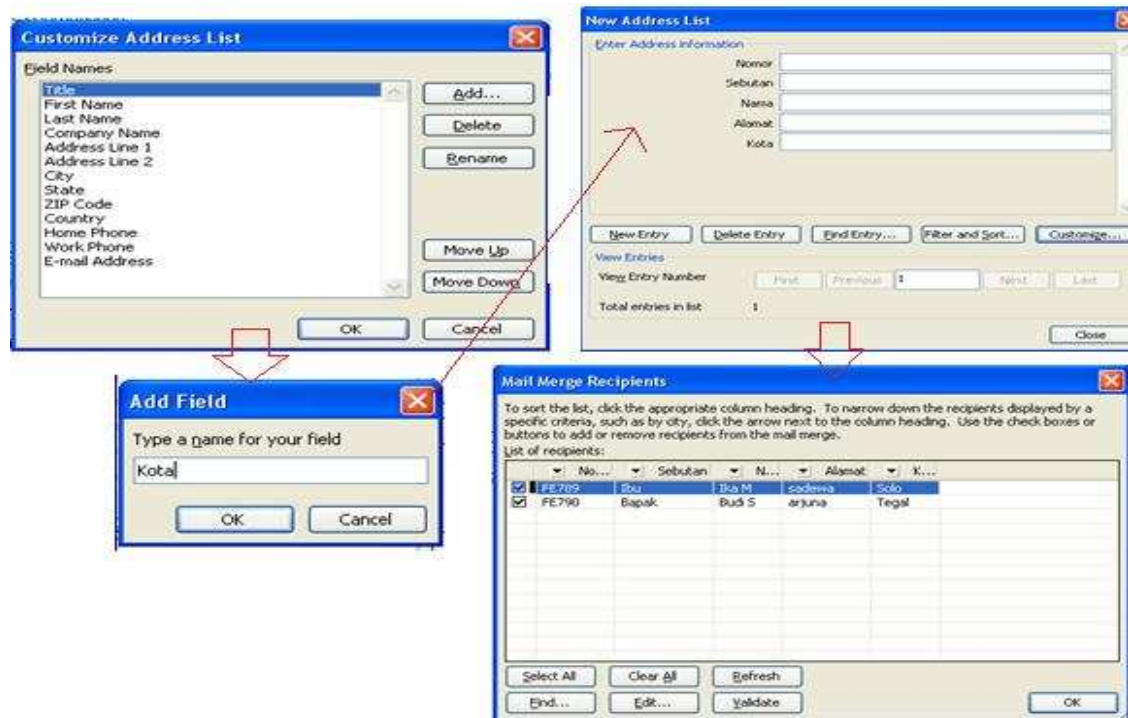 Customize Address List
Field Names
Title
First Name
Last Name
Company Name
Address Line 1
Address Line 2
City
State
ZIP Code
Country
Home Phone
Work Phone
E-mail Address
Add...
Delete
Rename
Move Up
Move Down
OK
Cancel
New Address List
Enter Address information
Nomor
Sebutan
Nama
Alamat
Kota
New Entry
Delete Entry
Find Entry...
Filter and Sort...
Customize...
View Entries
View Entry Number
First
Previous
1
Next
Last
Total entries in list 1
Close
Add Field
Type a name for your field
Kota
OK
Cancel
Mail Merge Recipients
To sort the list, click the appropriate column heading. To narrow down the recipients displayed by a
specific criteria, such as by city, click the arrow next to the column heading. Use the check boxes or
buttons to add or remove recipients from the mail merge.
List of recipients:
No... Sebutan N... Alamat K...
FE789 Ibu Ika M sadewa Solo
FE790 Bapak Budi S arjuna Tegal
Select All
Clear All
Refresh
Find...
Edit...
Validate
OK